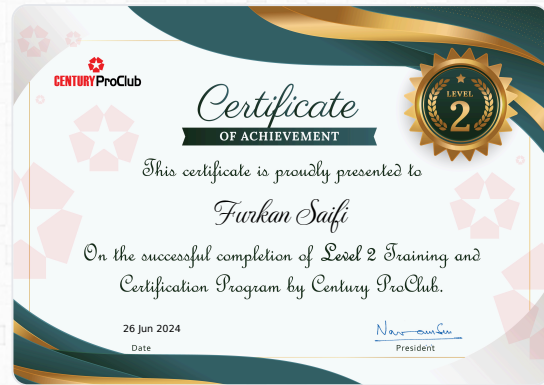 CENTURY ProClub
LEVEL
2
Certificate
OF ACHIEVEMENT
This certificate is proudly presented to
Furkan Saifi
On the successful completion of Level 2 Training and
Certification Program by Century ProClub.
26 Jun 2024
Date
President